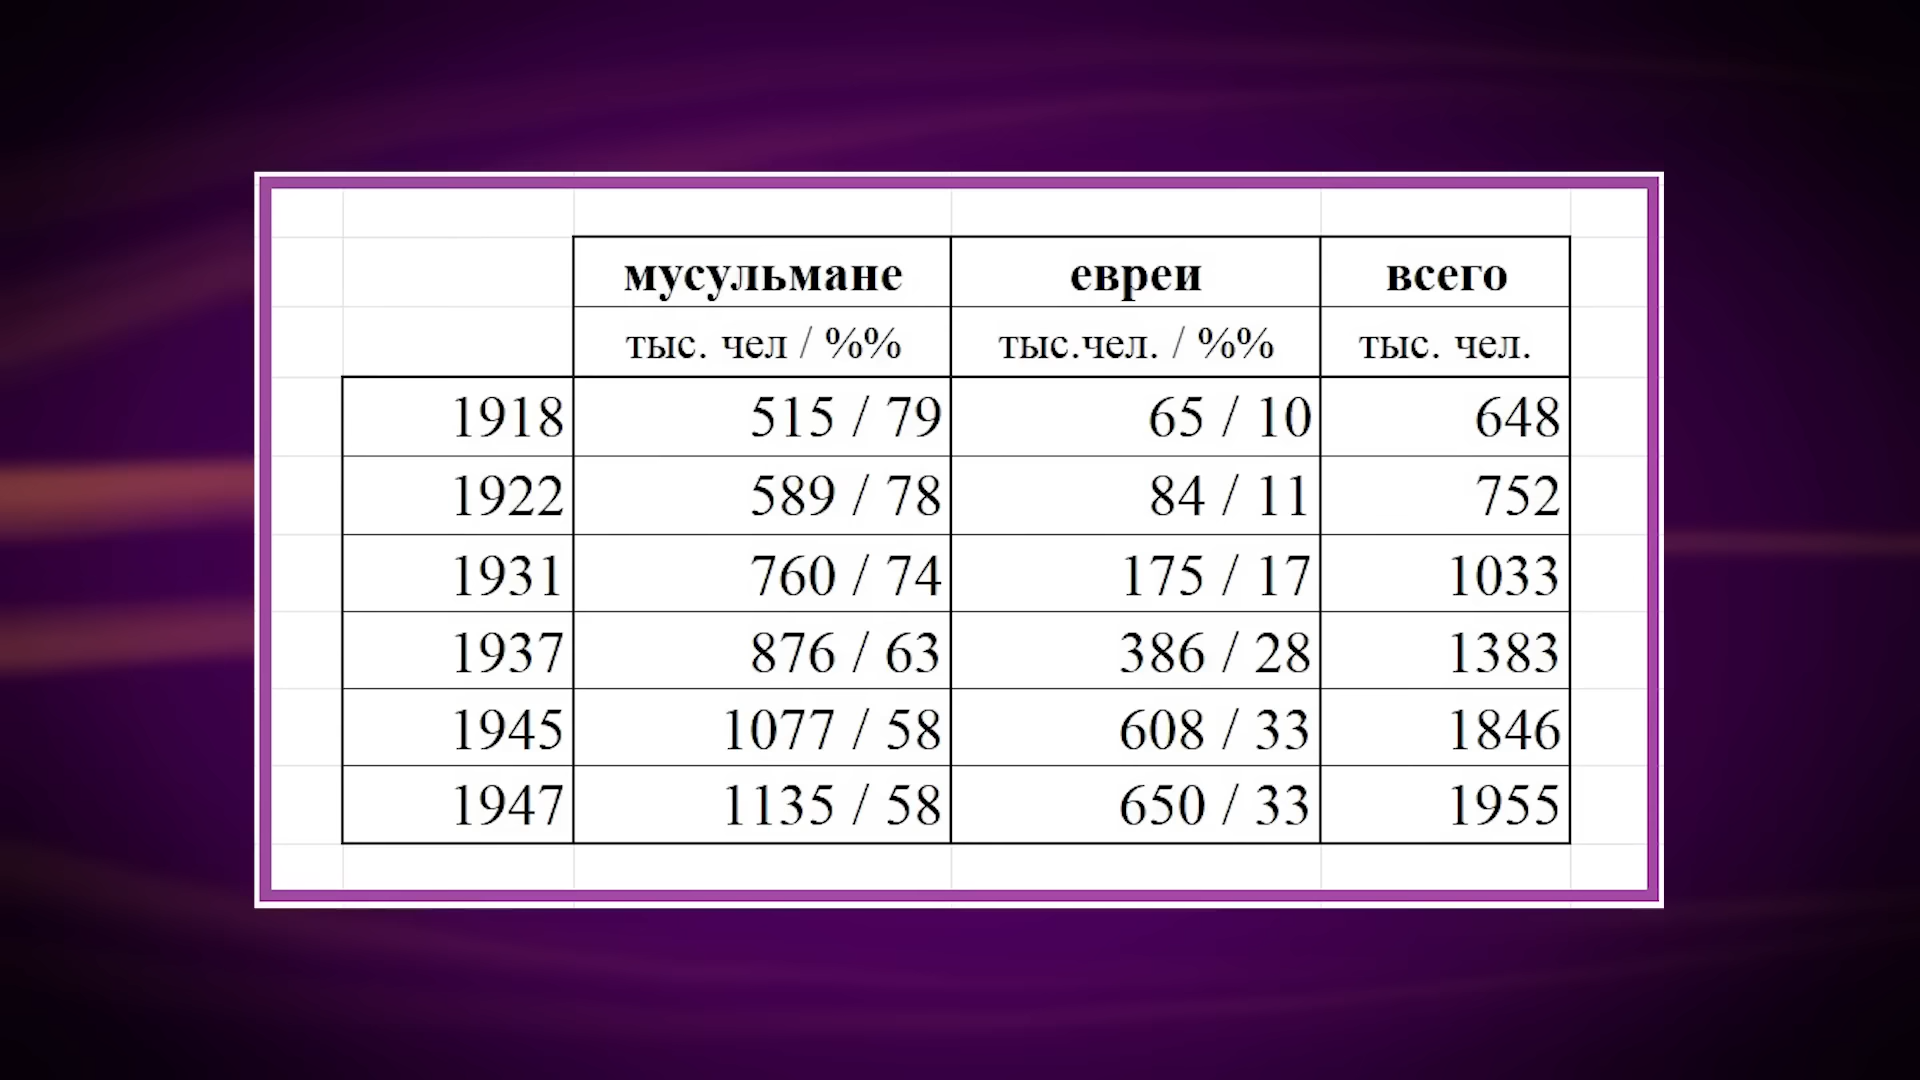 мусульмане евреи всего
тыс. чел / %% тыс.чел. / %% тыс. чел.
1918 515 / 79 65 / 10 648
1922 589 / 78 84 / 11 752
1931 760 / 74 175 / 17 1033
1937 876 / 63 386 / 28 1383
1945 1077 / 58 608 / 33 1846
1947 1135 / 58 650 / 33 1955